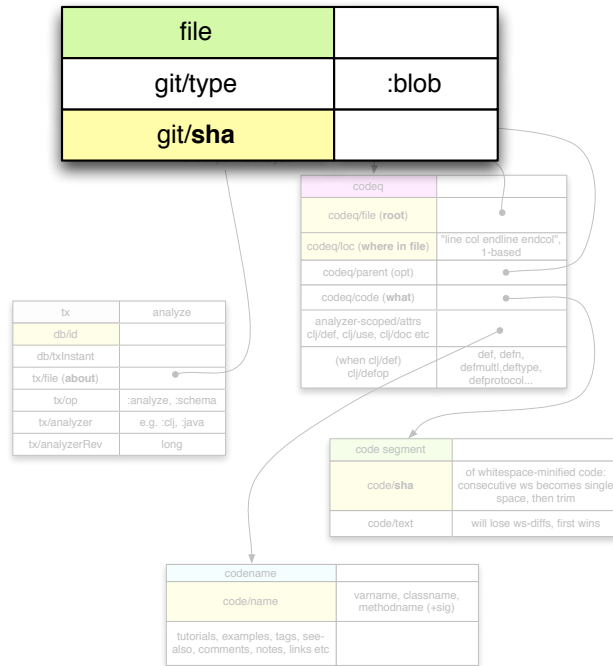 file
git/type :blob
git/sha
codeq
codeq/file (root)
codeq/loc (where in file) "line col endline endcol",
1-based
codeq/parent (opt)
codeq/code (what)
analyzer-scoped/attrs
clj/def, clj/use, clj/doc etc
(when clj/def)
clj/defop
def, defn,
defmultl,deftype,
defprotocol...
tx analyze
db/id
db/txInstant
tx/file (about)
tx/op :analyze, :schema
tx/analyzer e.g. :clj, :java
tx/analyzerRev long
code segment
code/sha
of whitespace-minified code:
consecutive ws becomes single
space, then trim
code/text will lose ws-diffs, first wins
codename
code/name
varname, classname,
methodname (+sig)
tutorials, examples, tags, see-
also, comments, notes, links etc